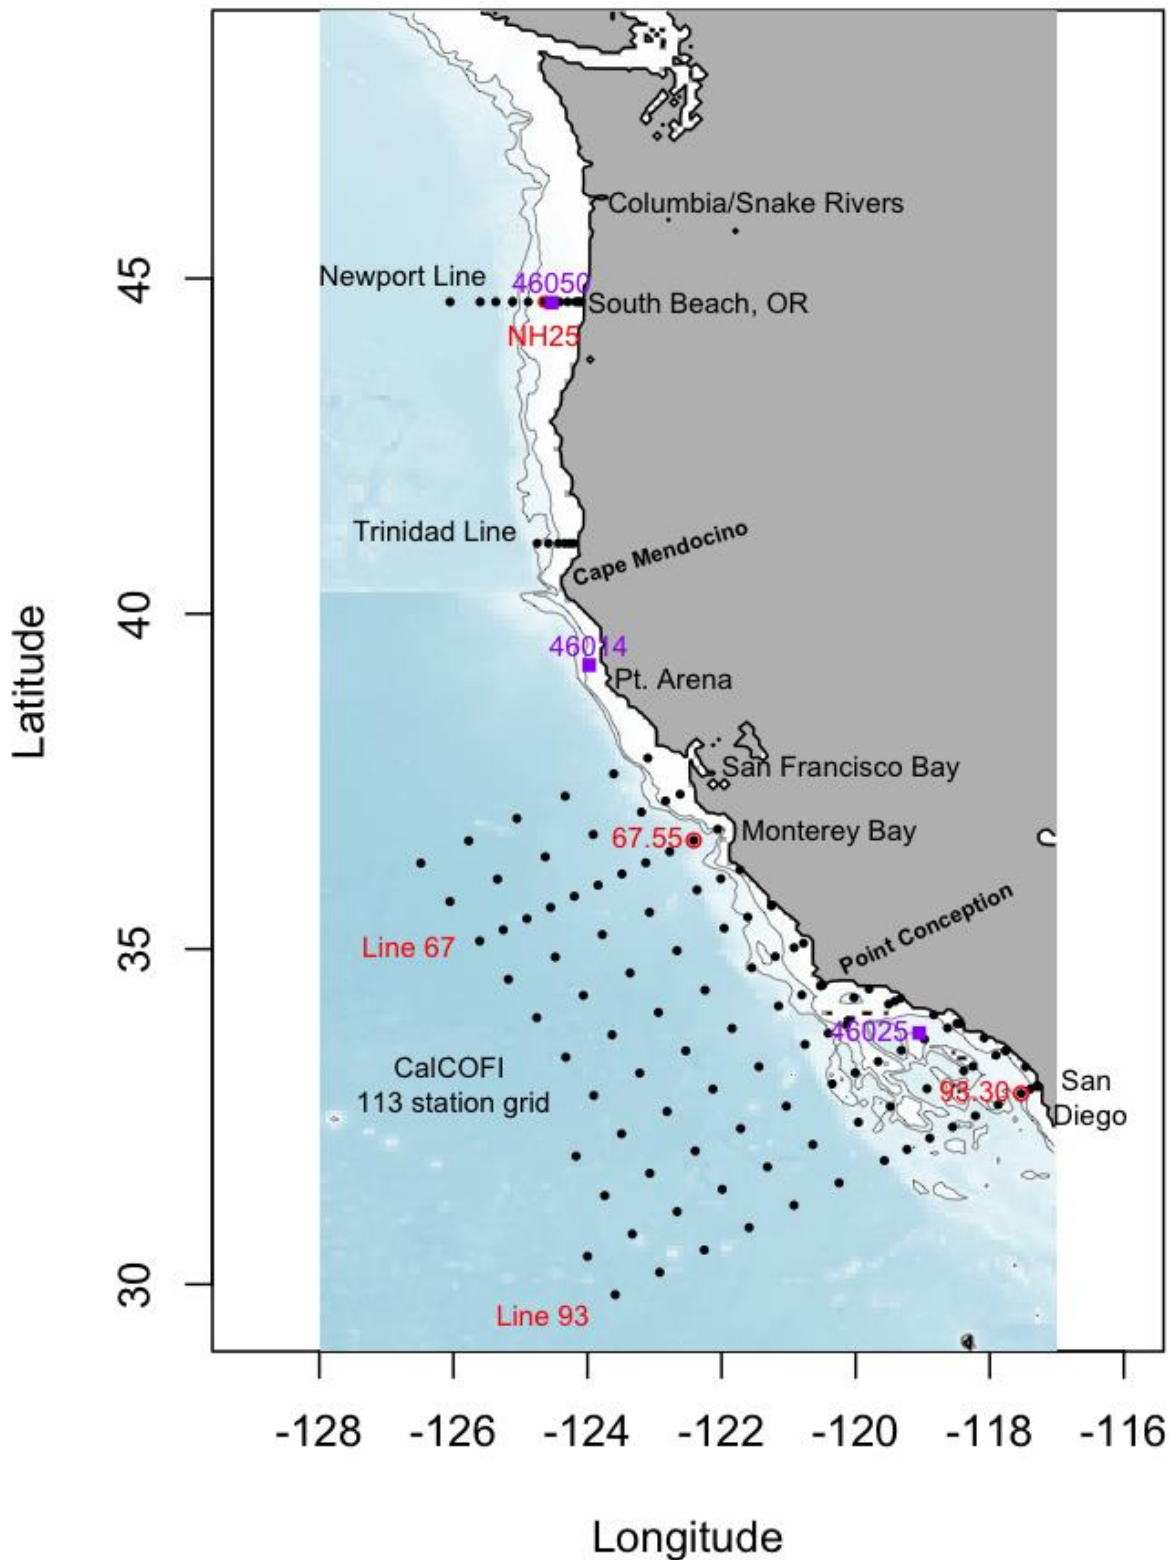 Columbia/Snake Rivers
45
Newport Line
46050
South Beach, OR
NH25
Trinidad Line
Cape Mendocino
40
46014
Pt. Arena
Latitude
San Francisco Bay
67.55
Monterey Bay
Line 67
35
Point Conception
46025
CalCOFI
113 station grid
93.30
San
Diego
30
Line 93
-128 -126 -124 -122 -120 -118 -116
Longitude